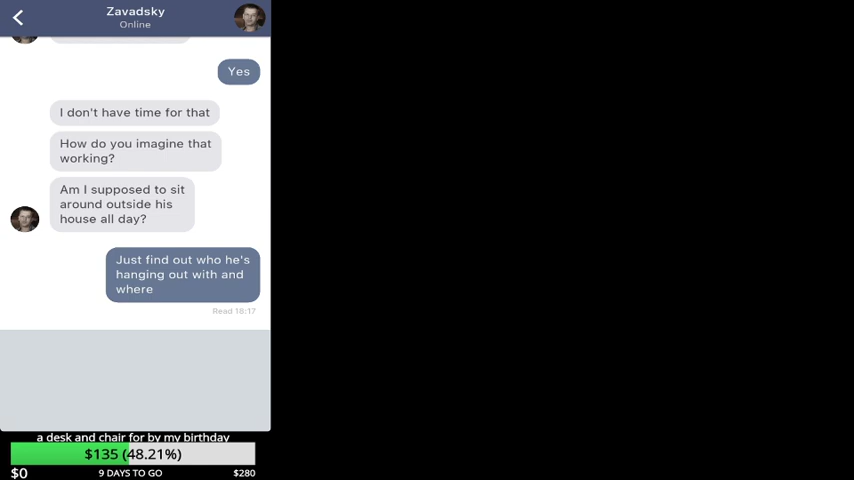 Zavadsky
Online
Yes
I don't have time for that
How do you imagine that
working?
Am I supposed to sit
around outside his
house all day?
Just find out who he's
hanging out with and
where
Read 18:17
a desk and chair for by my birthday
$135 (48.21%)
$0
9 DAYS TO GO
$280